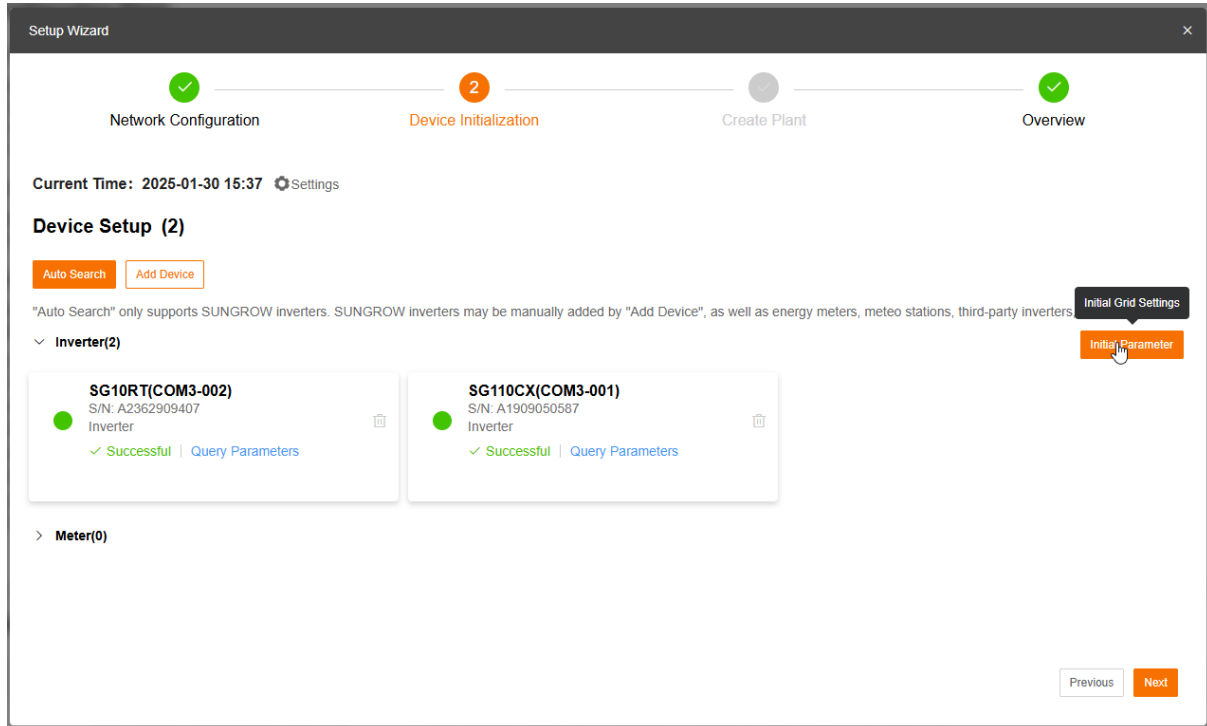 Setup Wizard
×
2
Network Configuration
Device Initialization
Create Plant
Overview
Current Time: 2025-01-30 15:37 Settings
Device Setup (2)
Auto Search
Add Device
Initial Grid Settings
"Auto Search" only supports SUNGROW inverters. SUNGROW inverters may be manually added by "Add Device", as well as energy meters, meteo stations, third-party inverters
Inverter(2)
Initial Parameter
SG10RT(COM3-002)
S/N: A2362909407
Inverter
Successful | Query Parameters
SG110CX(COM3-001)
S/N: A1909050587
Inverter
Successful | Query Parameters
Meter(0)
Previous
Next